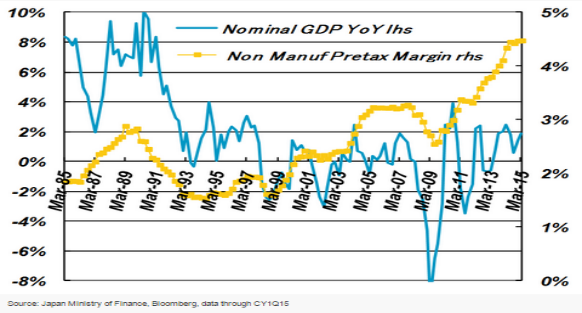 10%
8%
6%
4%
2%
0%
-2%
-4%
-6%
-8%
Nominal GDP YoY lhs
Non Manuf Pretax Margin rhs
5%
4%
3%
2%
1%
0%
Mar-85
Mar-87
Mar-89
Mar-91
Mar-93
Mar-95
Mar-97
Mar-99
Mar-01
Mar-03
Mar-05
Mar-07
Mar-09
Mar-11
Mar-13
Mar-15
Source: Japan Ministry of Finance, Bloomberg, data through CY1Q15